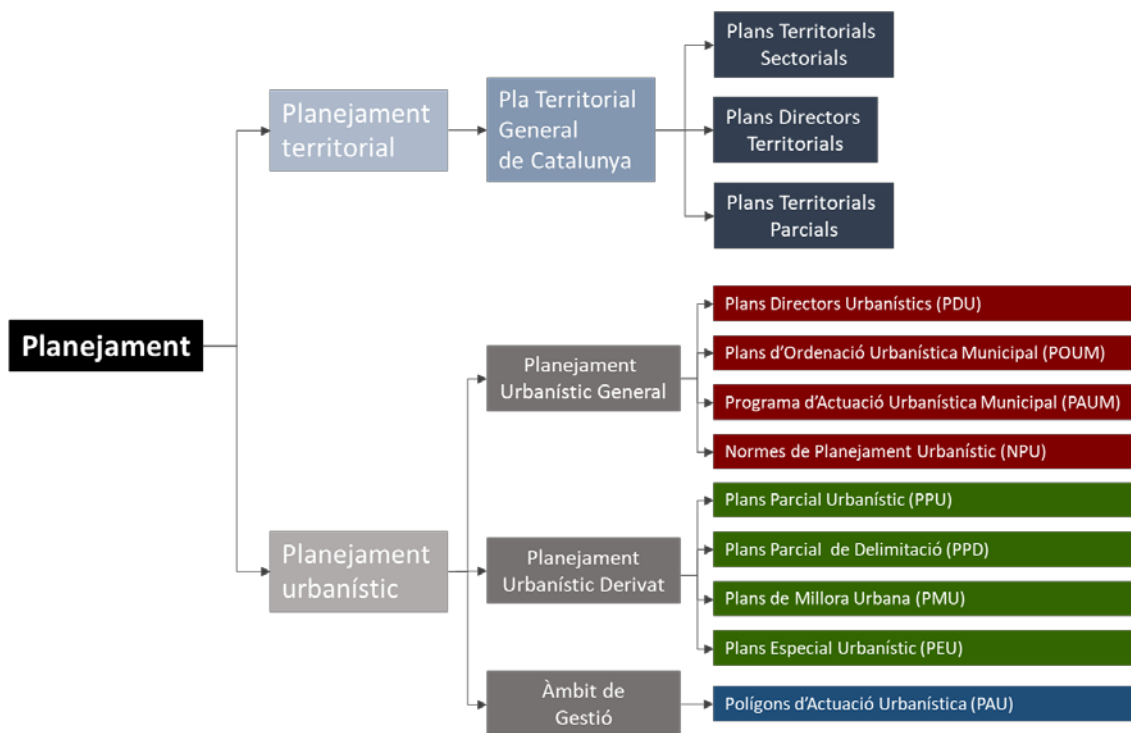 Planejament
Planejament
territorial
Pla Territorial
General
de Catalunya
Plans Territorials
Sectorials
Plans Directors
Territorials
Plans Territorials
Parcials
Planejament
urbanístic
Planejament
Urbanístic General
Plans Directors Urbanístics (PDU)
Plans d’Ordenació Urbanística Municipal (POUM)
Programa d’Actuació Urbanística Municipal (PAUM)
Normes de Planejament Urbanístic (NPU)
Planejament
Urbanístic Derivat
Plans Parcial Urbanístic (PPU)
Plans Parcial de Delimitació (PPD)
Plans de Millora Urbana (PMU)
Plans Especial Urbanístic (PEU)
Àmbit de
Gestió
Polígons d’Actuació Urbanística (PAU)